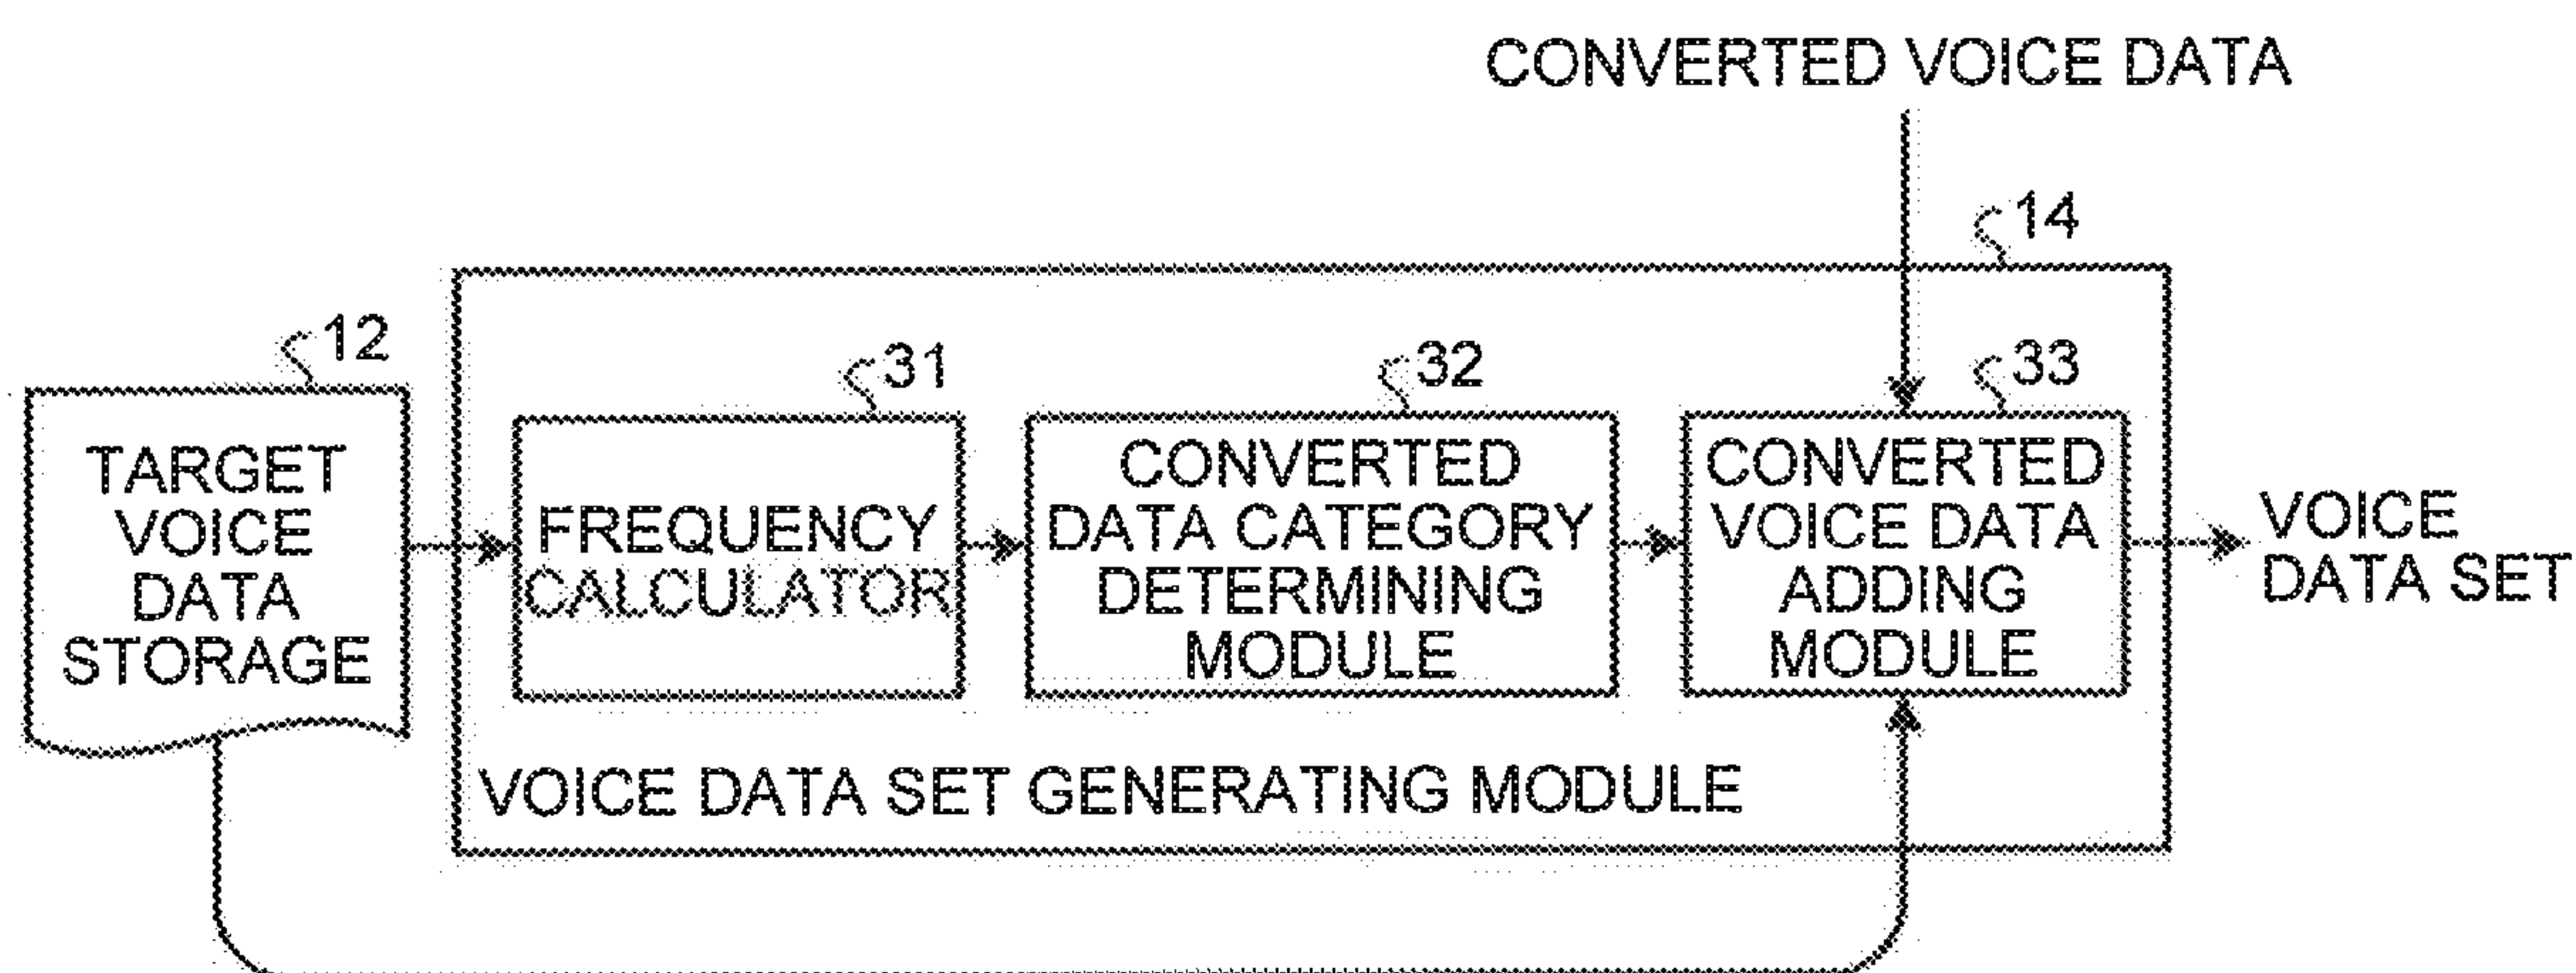 CONVERTED VOICE DATA
14
12
31
32
33
TARGET
VOICE
DATA
STORAGE
FREQUENCY
CALCULATOR
CONVERTED
DATA CATEGORY
DETERMINING
MODULE
CONVERTED
VOICE DATA
ADDING
MODULE
VOICE
DATA SET
VOICE DATA SET GENERATING MODULE